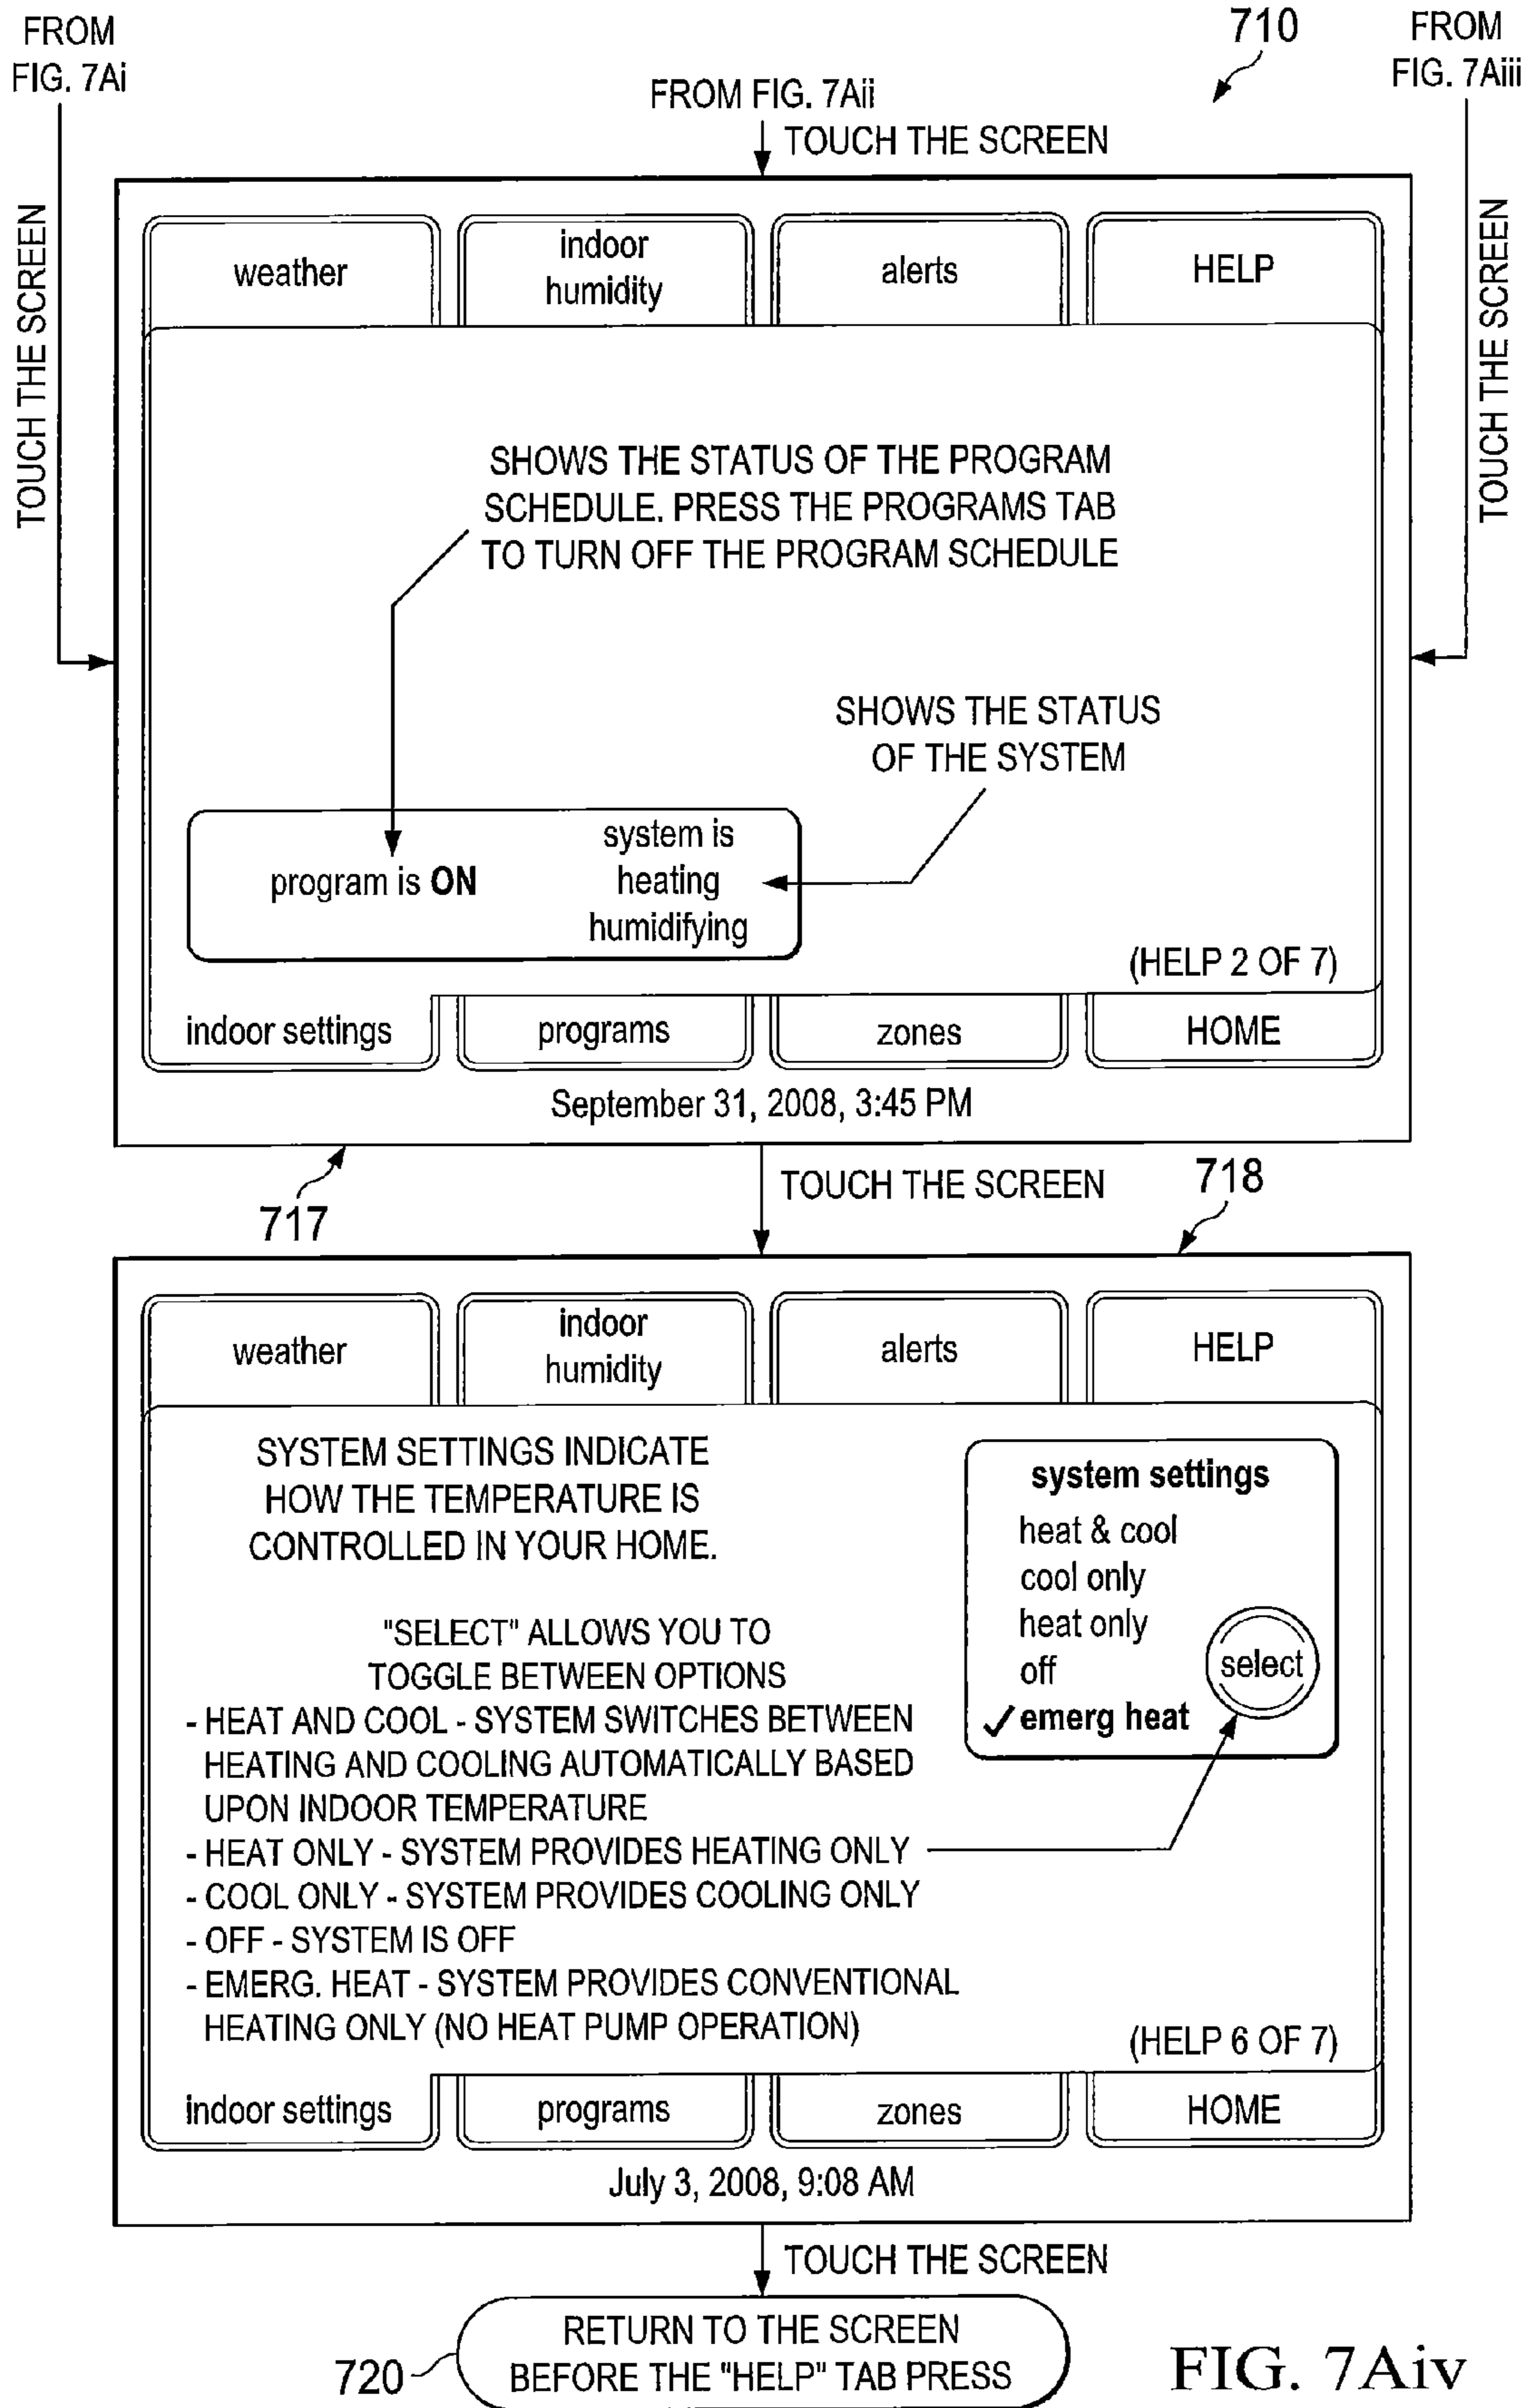 FROM
FIG. 7Ai
FROM FIG. 7Aii
710
FROM
FIG. 7Aiii
TOUCH THE SCREEN
TOUCH THE SCREEN
TOUCH THE SCREEN
weather
indoor
humidity
alerts
HELP
SHOWS THE STATUS OF THE PROGRAM
SCHEDULE. PRESS THE PROGRAMS TAB
TO TURN OFF THE PROGRAM SCHEDULE
SHOWS THE STATUS
OF THE SYSTEM
program is ON
system is
heating
humidifying
(HELP 2 OF 7)
indoor settings
programs
zones
HOME
September 31, 2008, 3:45 PM
717
TOUCH THE SCREEN
718
weather
indoor
humidity
alerts
HELP
SYSTEM SETTINGS INDICATE
HOW THE TEMPERATURE IS
CONTROLLED IN YOUR HOME.
"SELECT" ALLOWS YOU TO
TOGGLE BETWEEN OPTIONS
- HEAT AND COOL - SYSTEM SWITCHES BETWEEN
HEATING AND COOLING AUTOMATICALLY BASED
UPON INDOOR TEMPERATURE
- HEAT ONLY - SYSTEM PROVIDES HEATING ONLY
- COOL ONLY - SYSTEM PROVIDES COOLING ONLY
- OFF - SYSTEM IS OFF
- EMERG. HEAT - SYSTEM PROVIDES CONVENTIONAL
HEATING ONLY (NO HEAT PUMP OPERATION)
system settings
heat & cool
cool only
heat only
off
✓ emerg heat
select
(HELP 6 OF 7)
indoor settings
programs
zones
HOME
July 3, 2008, 9:08 AM
TOUCH THE SCREEN
720
RETURN TO THE SCREEN
BEFORE THE "HELP" TAB PRESS
FIG. 7Aiv